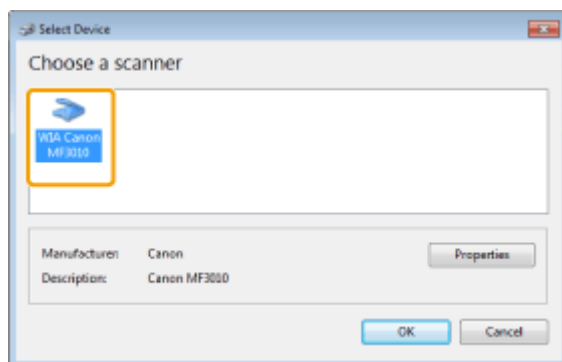 Select Device
Choose a scanner
WIA Canon
MF3010
Manufacturer: Canon
Description: Canon MF3010
Properties
OK
Cancel